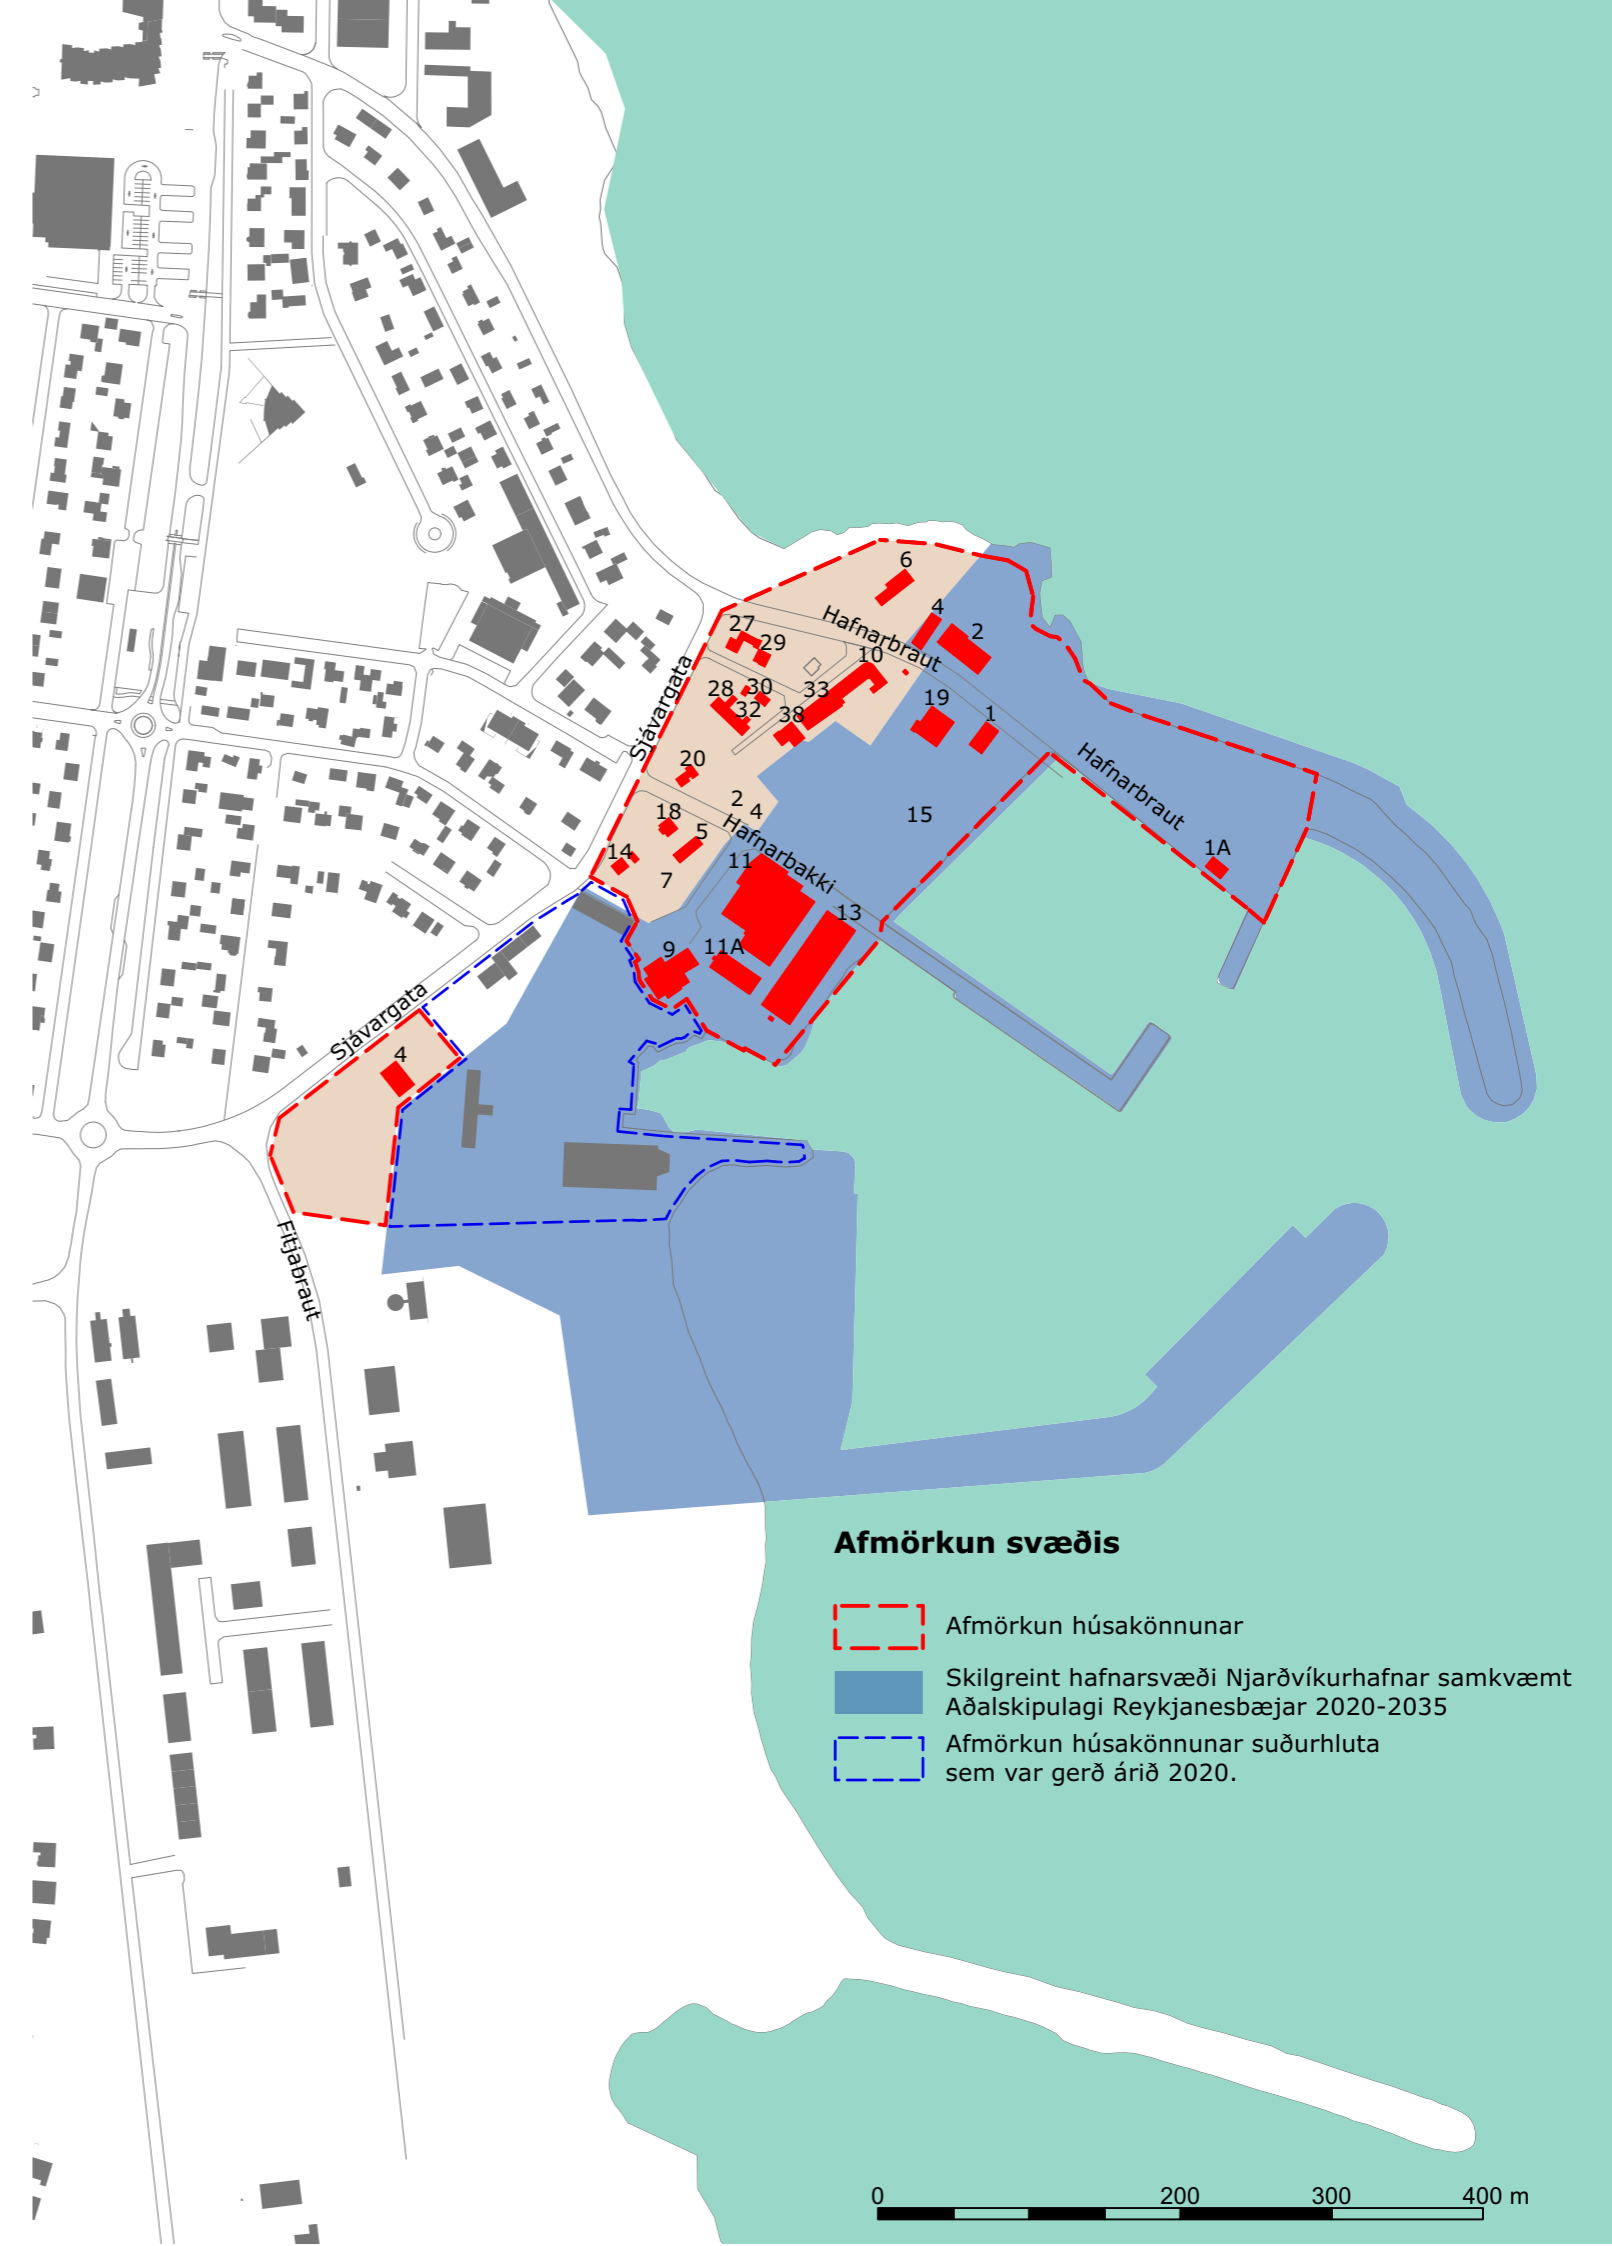 6
4
2
Hafnarbraut
27
29
10
28
30
33
32
38
19
1
Sjávargata
Hafnarbraut
20
2
4
15
18
5
Hafnarbakki
14
11
7
1A
13
9
11A
Sjávargata
4
Fitjabraut
Afmörkun svæðis
Afmörkun húsakönnunar
Skilgreint hafnarsvæði Njarðvíkurhafnar samkvæmt
Aðalskipulagi Reykjanesbæjar 2020-2035
Afmörkun húsakönnunar suðurhluta
sem var gerð árið 2020.
0 200 300 400 m